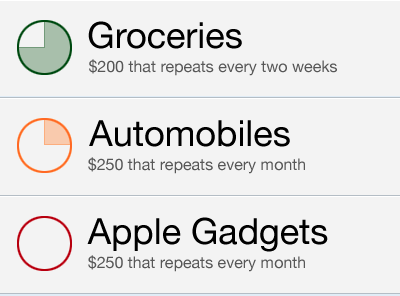 Groceries
$200 that repeats every two weeks
Automobiles
$250 that repeats every month
Apple Gadgets
$250 that repeats every month